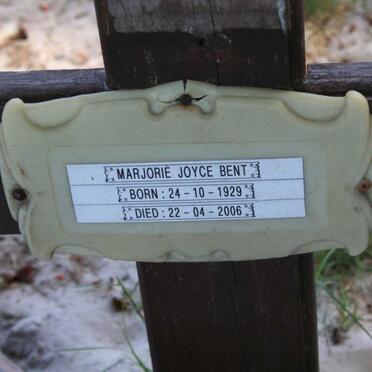 MARJORIE JOYCE BENT
BORN: 24-10-1929
DIED: 22-04-2006